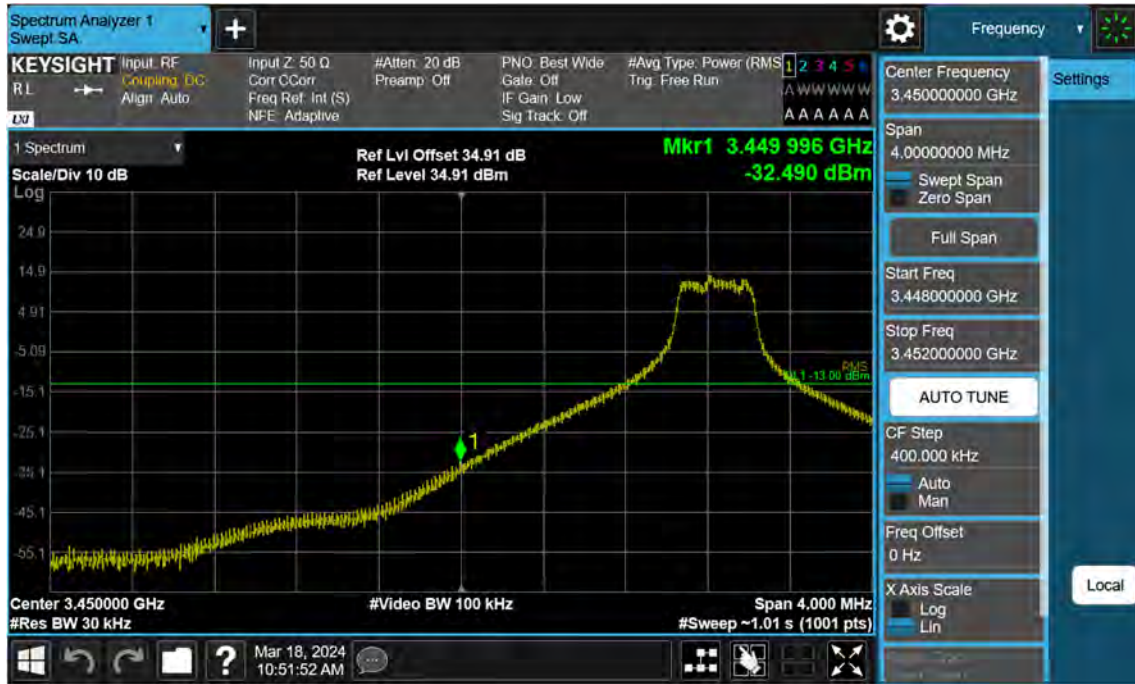 Spectrum Analyzer 1
Swept SA
+
Frequency
KEYSIGHT
RL
LXI
Input: RF
Coupling: DC
Align: Auto
Input Z: 50 Ω
Corr CCorr
Freq Ref: Int (S)
NFE: Adaptive
#Atten: 20 dB
Preamp: Off
PNO: Best Wide
Gate: Off
IF Gain: Low
Sig Track: Off
#Avg Type: Power (RMS
Trig: Free Run
1 2 3 4 5 6
A W W W W W
A A A A A A
1 Spectrum
Scale/Div 10 dB
Ref Lvl Offset 34.91 dB
Ref Level 34.91 dBm
Mkr1 3.449 996 GHz
-32.490 dBm
Log
24.9
14.9
4.91
-5.09
-15.1
-25.1
-35.1
-45.1
-55.1
RMS
DL1 -13.00 dBm
1
Center 3.450000 GHz
#Res BW 30 kHz
#Video BW 100 kHz
Span 4.000 MHz
#Sweep ~1.01 s (1001 pts)
Center Frequency
3.450000000 GHz
Settings
Span
4.00000000 MHz
Swept Span
Zero Span
Full Span
Start Freq
3.448000000 GHz
Stop Freq
3.452000000 GHz
AUTO TUNE
CF Step
400.000 kHz
Auto
Man
Freq Offset
0 Hz
X Axis Scale
Log
Lin
Local
?
Mar 18, 2024
10:51:52 AM